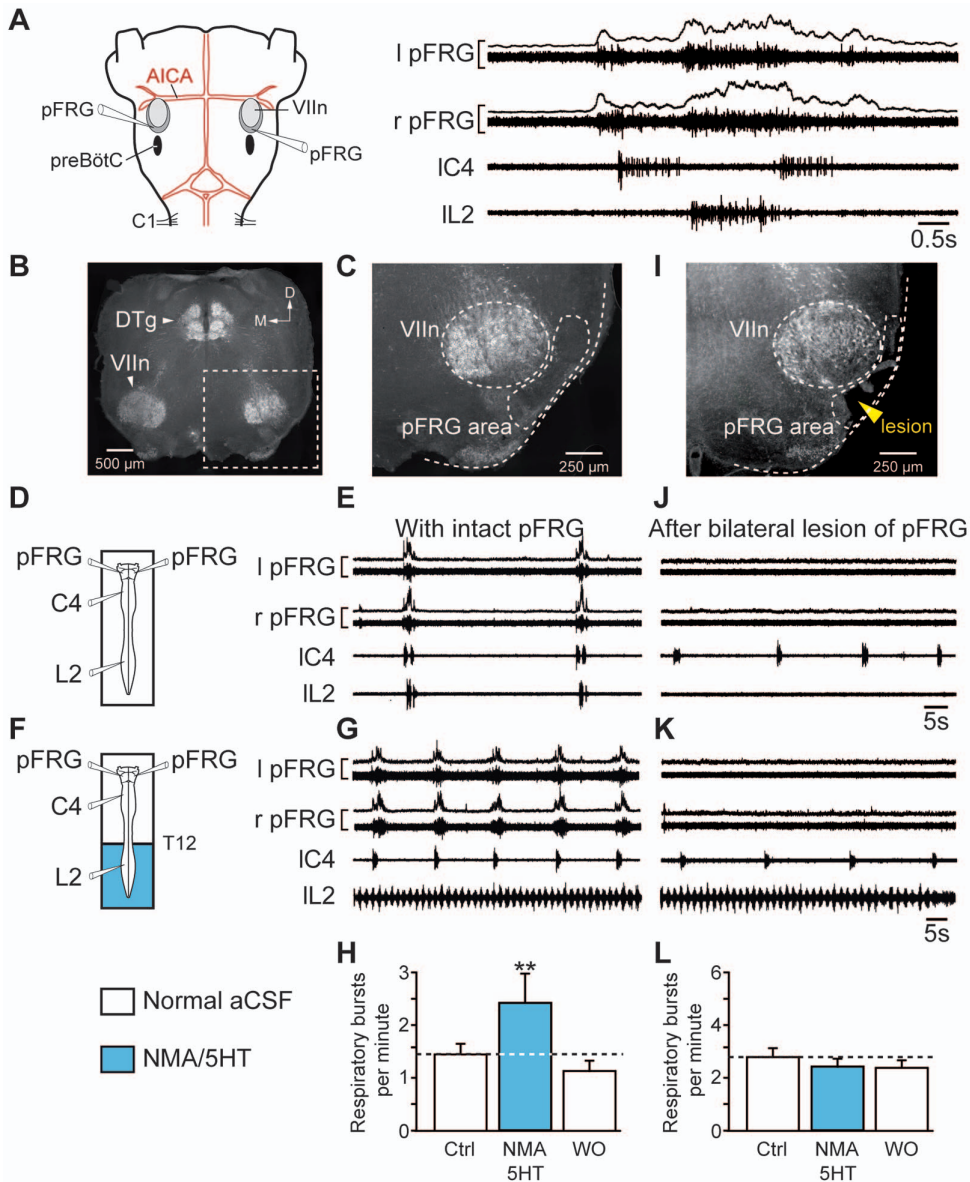 A
AICA
pFRG
VIIn
preBötC
pFRG
C1
l pFRG
r pFRG
lC4
lL2
0.5s
B
DTg
D
M
VIIn
500 µm
C
VIIn
pFRG area
250 µm
I
VIIn
pFRG area
lesion
250 µm
D
pFRG
pFRG
C4
L2
E
With intact pFRG
l pFRG
r pFRG
lC4
lL2
J
After bilateral lesion of pFRG
5s
F
pFRG
pFRG
C4
T12
L2
G
l pFRG
r pFRG
lC4
lL2
K
5s
Normal aCSF
NMA/5HT
H
Respiratory bursts
per minute
3
2
1
0
**
Ctrl
NMA
5HT
WO
L
Respiratory bursts
per minute
6
4
2
0
Ctrl
NMA
5HT
WO